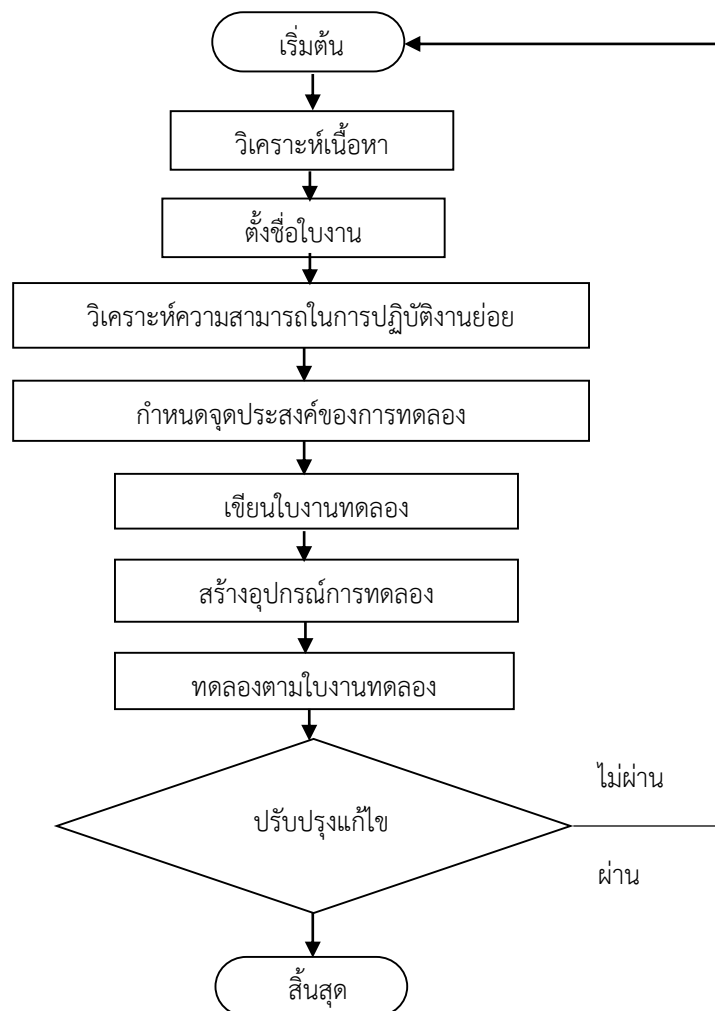 เริ่มต้น
วิเคราะห์เนื้อหา
ตั้งชื่อใบงาน
วิเคราะห์ความสามารถในการปฏิบัติงานย่อย
กำหนดจุดประสงค์ของการทดลอง
เขียนใบงานทดลอง
สร้างอุปกรณ์การทดลอง
ทดลองตามใบงานทดลอง
ไม่ผ่าน
ปรับปรุงแก้ไข
ผ่าน
สิ้นสุด